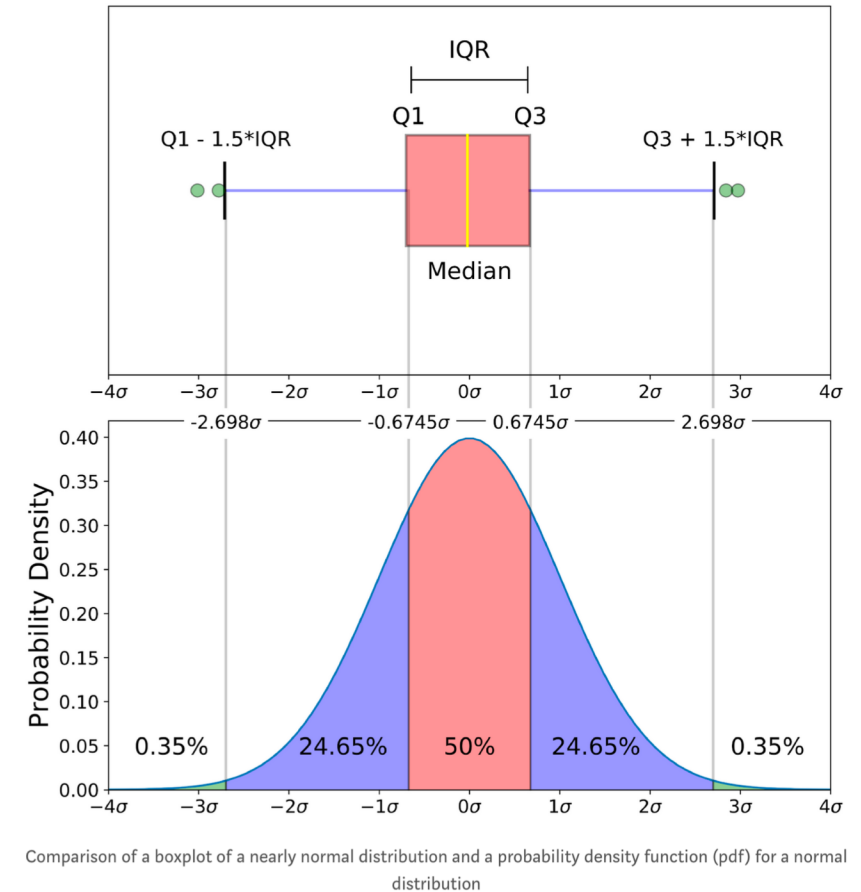 IQR
Q1 Q3
Q1 - 1.5*IQR Q3 + 1.5*IQR
Median
−4σ −3σ −2σ −1σ 0σ 1σ 2σ 3σ 4σ
-2.698σ -0.6745σ 0.6745σ 2.698σ
0.40
0.35
0.30
0.25
0.20
0.15
0.10
0.05
0.00
Probability Density
0.35% 24.65% 50% 24.65% 0.35%
−4σ −3σ −2σ −1σ 0σ 1σ 2σ 3σ 4σ
Comparison of a boxplot of a nearly normal distribution and a probability density function (pdf) for a normal
distribution